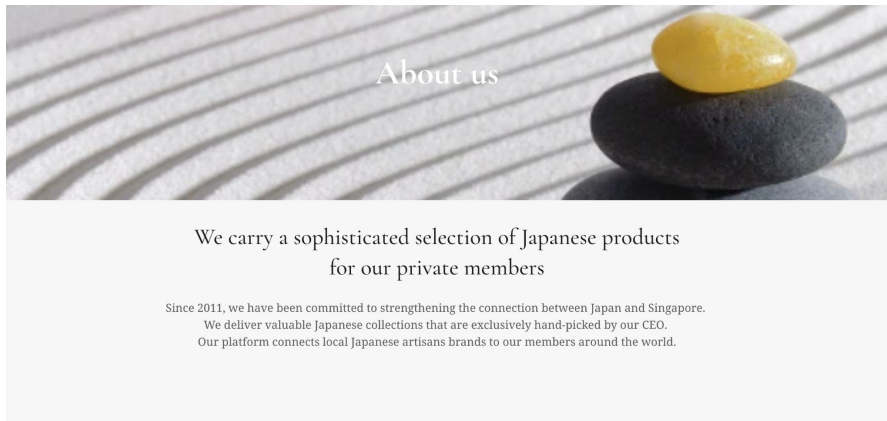 About us
We carry a sophisticated selection of Japanese products
for our private members
Since 2011, we have been committed to strengthening the connection between Japan and Singapore.
We deliver valuable Japanese collections that are exclusively hand-picked by our CEO.
Our platform connects local Japanese artisans brands to our members around the world.